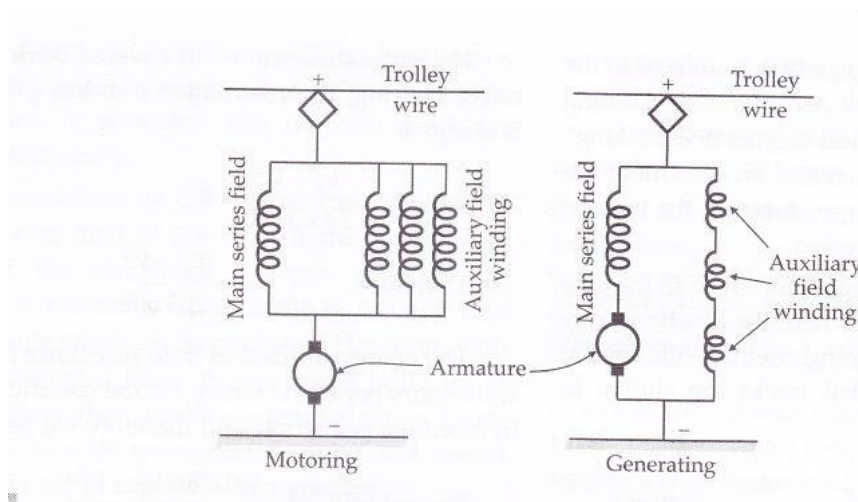 +
Trolley
wire
Main series field
Auxiliary field
winding
−
Motoring
+
Trolley
wire
Main series field
Auxiliary
field
winding
Armature
−
Generating